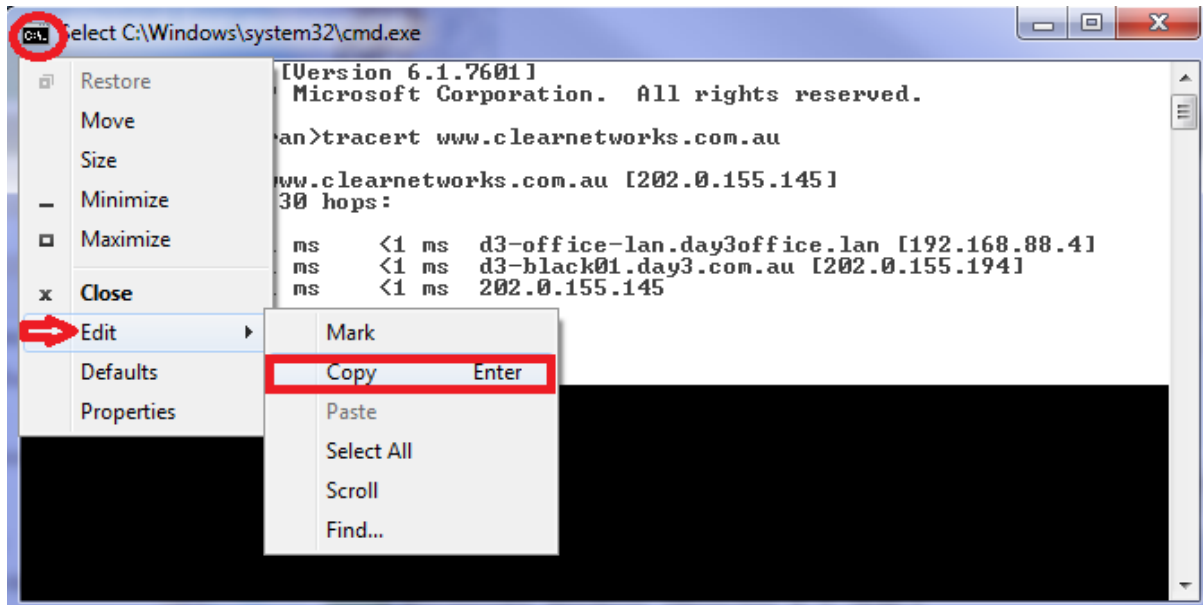 Select C:\Windows\system32\cmd.exe
[Version 6.1.7601]
Microsoft Corporation.  All rights reserved.
an>tracert www.clearnetworks.com.au
www.clearnetworks.com.au [202.0.155.145]
30 hops:
ms    <1 ms  d3-office-lan.day3office.lan [192.168.88.4]
ms    <1 ms  d3-black01.day3.com.au [202.0.155.194]
ms    <1 ms  202.0.155.145
Restore
Move
Size
Minimize
Maximize
Close
Edit
Defaults
Properties
Mark
Copy Enter
Paste
Select All
Scroll
Find...